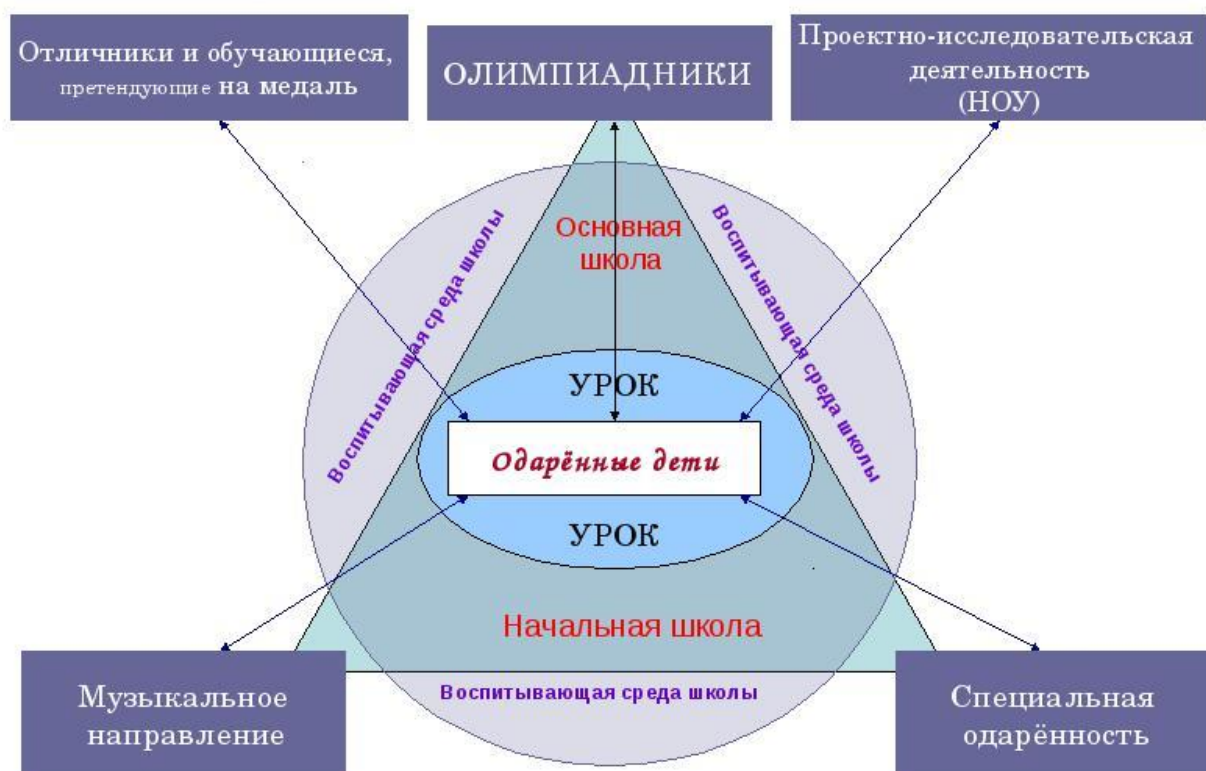 Отличники и обучающиеся,
претендующие на медаль
ОЛИМПИАДНИКИ
Проектно-исследовательская
деятельность
(НОУ)
Основная
школа
Воспитывающая среда школы
Воспитывающая среда школы
УРОК
Одарённые дети
УРОК
Начальная школа
Воспитывающая среда школы
Музыкальное
направление
Специальная
одарённость